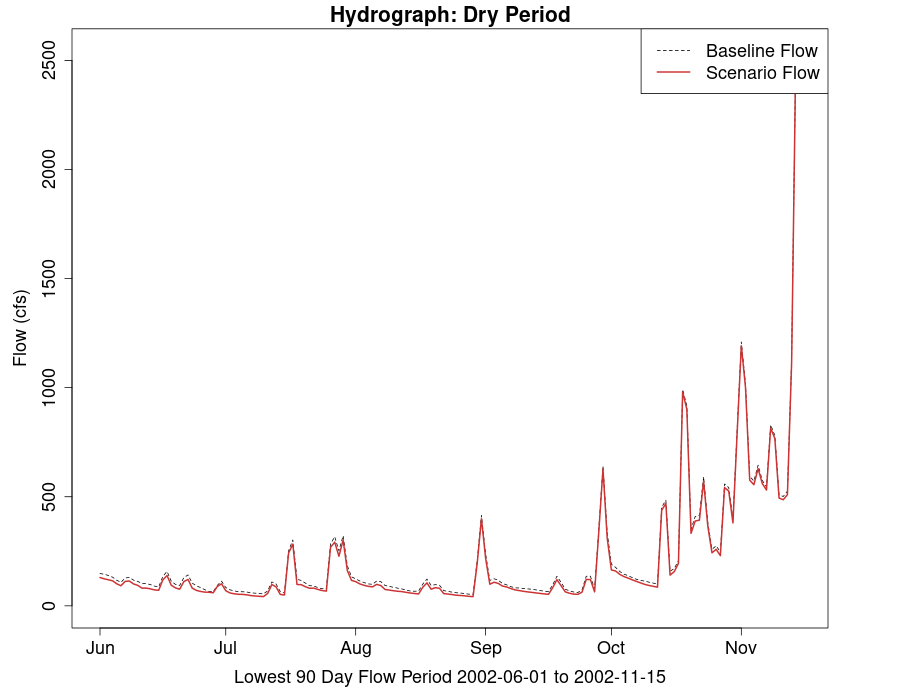 Hydrograph: Dry Period
Baseline Flow
Scenario Flow
Flow (cfs)
2500
2000
1500
1000
500
0
Jun Jul Aug Sep Oct Nov
Lowest 90 Day Flow Period 2002-06-01 to 2002-11-15